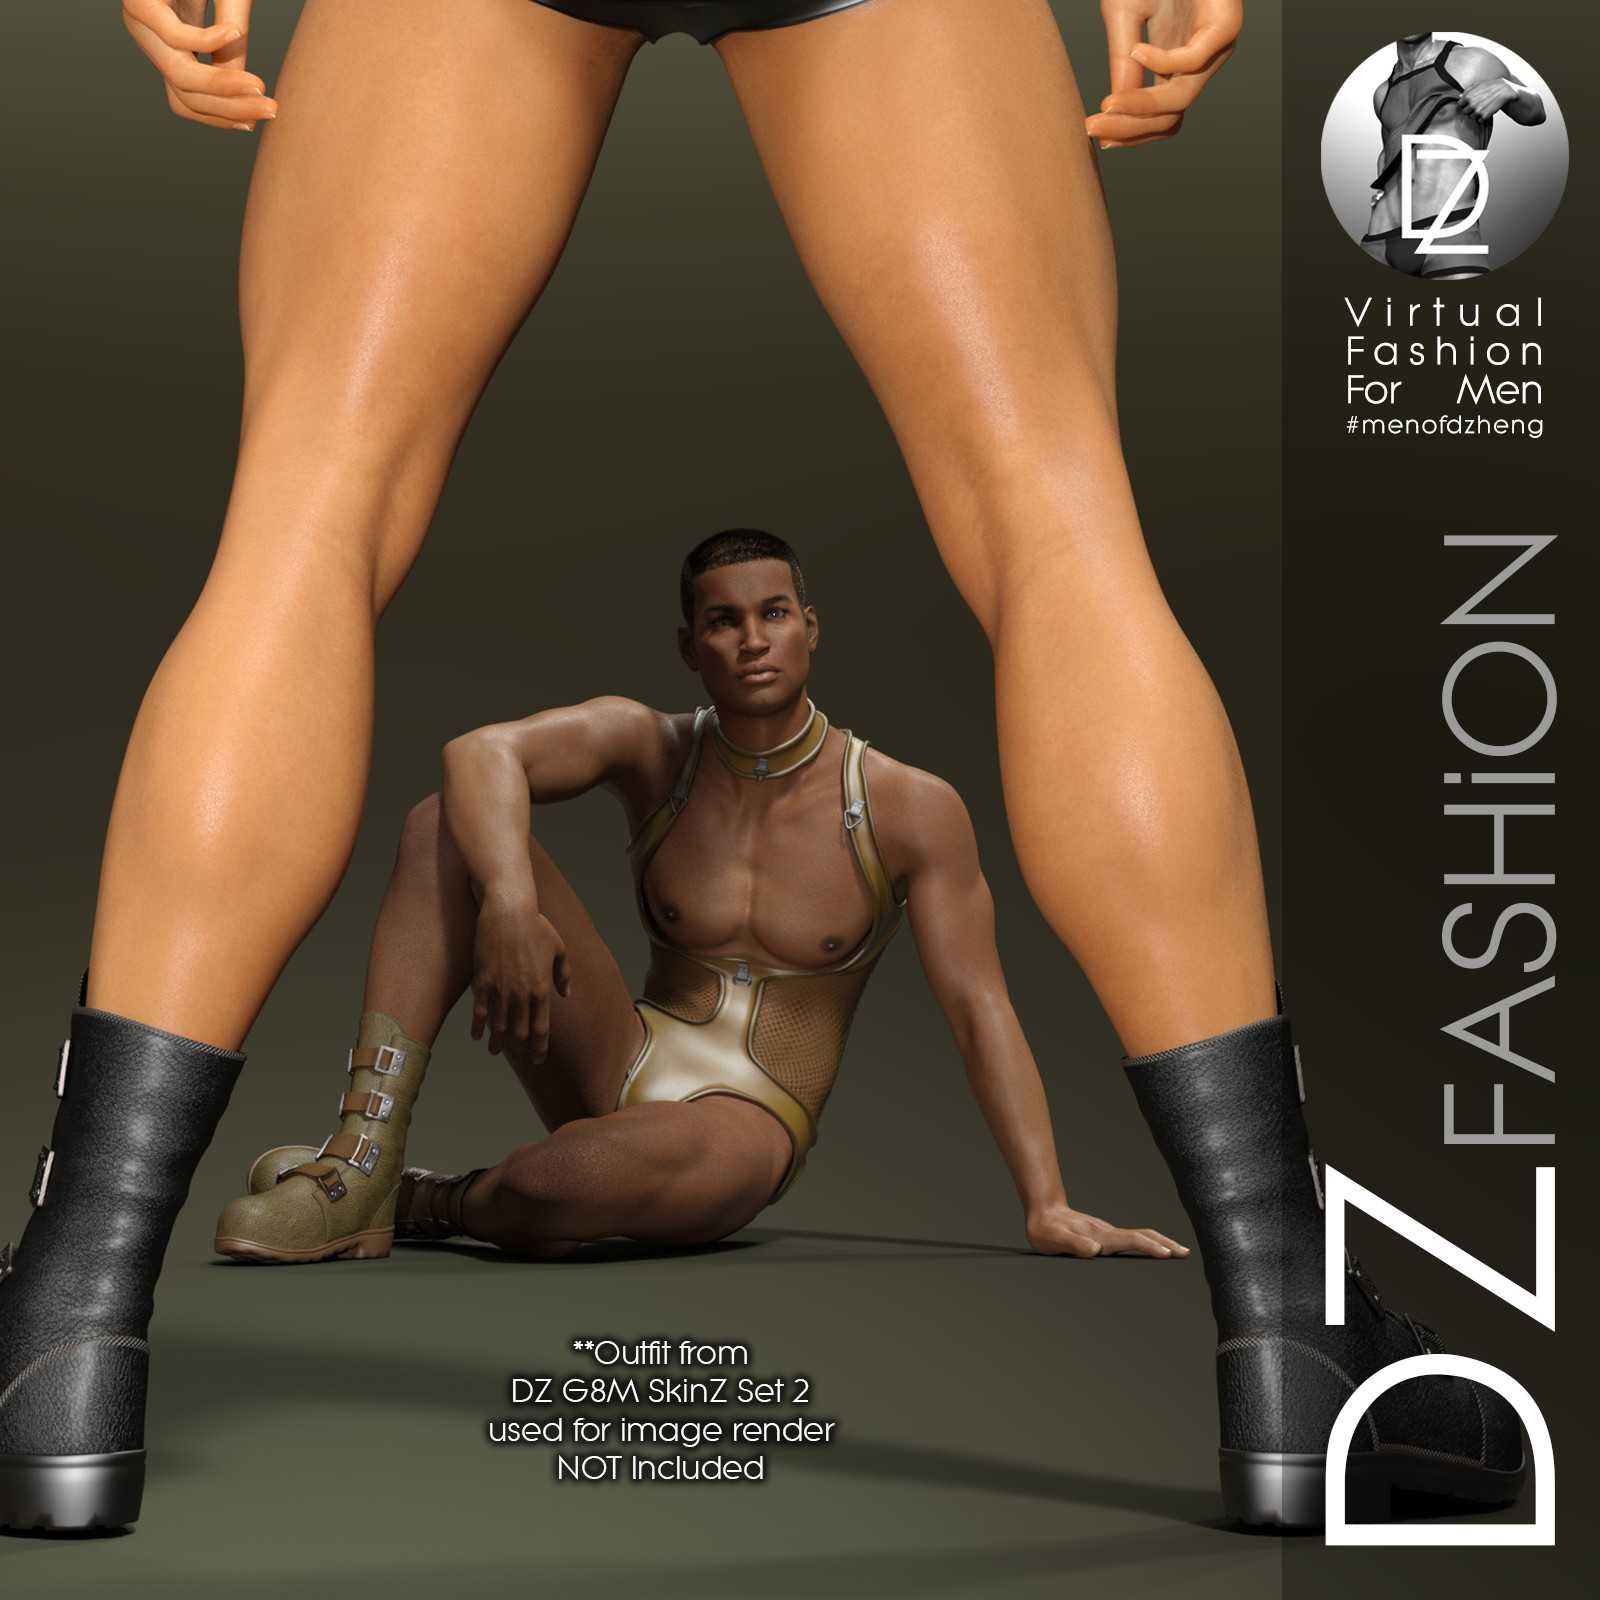 DZ
Virtual
Fashion
For Men
#menofdzheng
DZ FASHiON
**Outfit from
DZ G8M SkinZ Set 2
used for image render
NOT Included